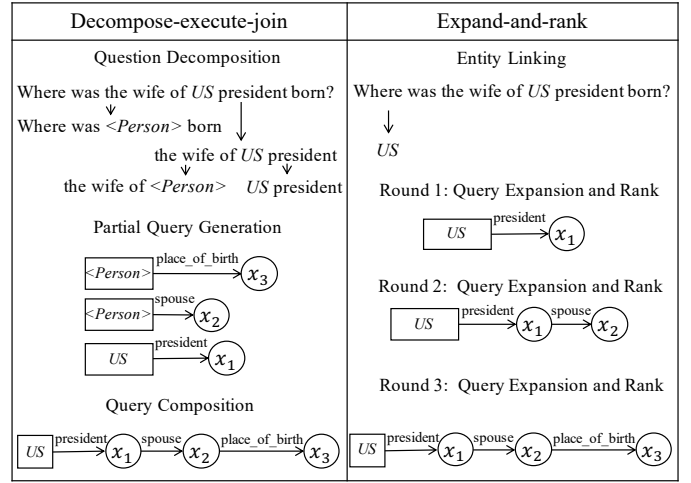 Decompose-execute-join
Question Decomposition
Where was the wife of US president born?
Where was <Person> born
the wife of US president
the wife of <Person> US president
Partial Query Generation
<Person> place_of_birth x3
<Person> spouse x2
US president x1
Query Composition
US president x1 spouse x2 place_of_birth x3
Expand-and-rank
Entity Linking
Where was the wife of US president born?
US
Round 1: Query Expansion and Rank
US president x1
Round 2: Query Expansion and Rank
US president x1 spouse x2
Round 3: Query Expansion and Rank
US president x1 spouse x2 place_of_birth x3